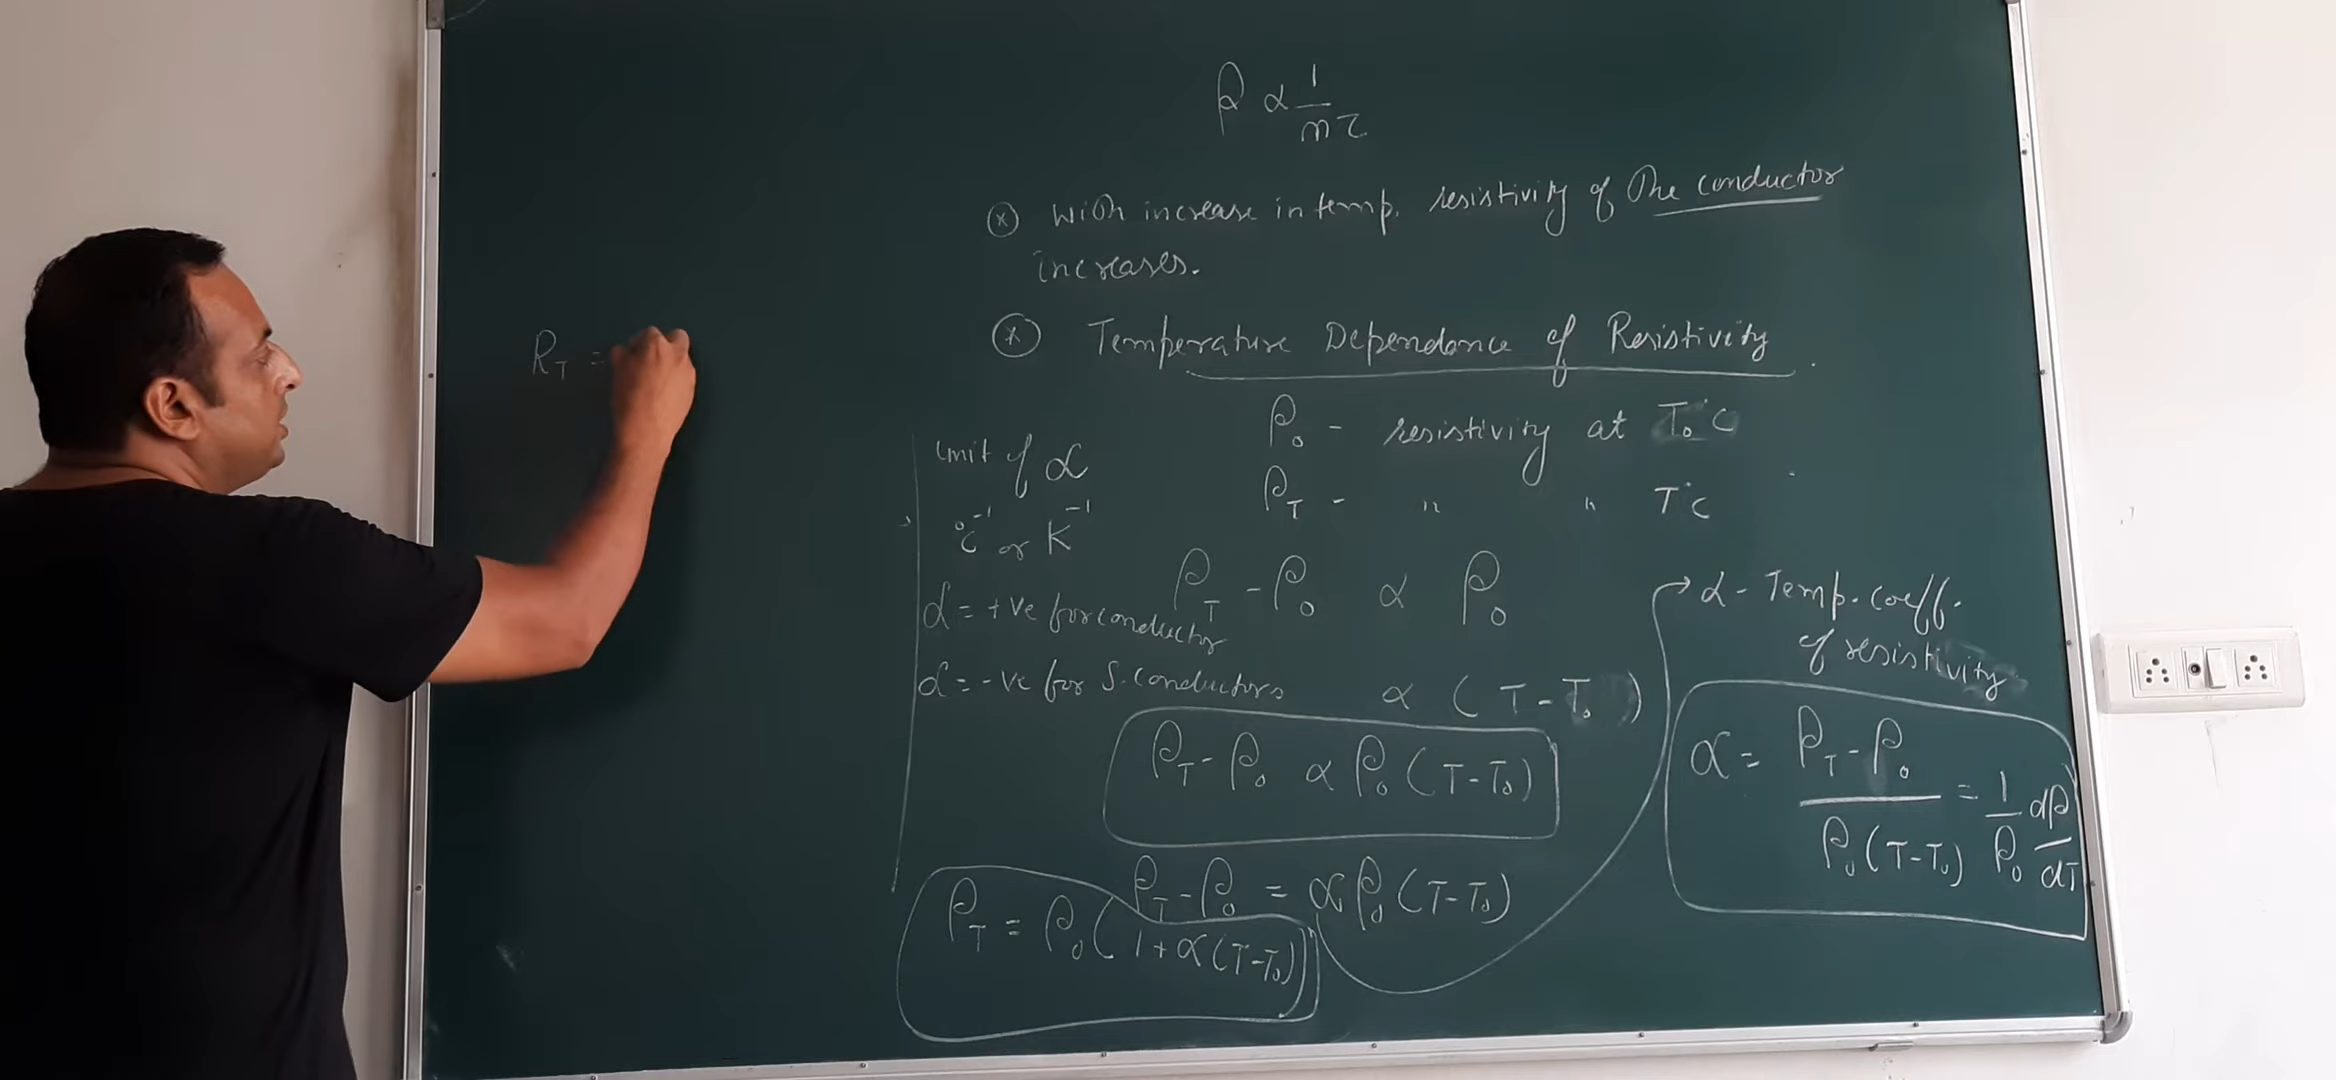 ρ ∝ 1/mτ
(x) with increase in temp. resistivity of the conductor
increases.
(*) Temperature Dependance of Resistivity
ρ₀ - resistivity at T₀°C
ρ_T - " " T°C
unit of α
°C⁻¹ or K⁻¹
α = +ve for conductor
α = -ve for S. conductors
ρ_T - ρ₀ ∝ ρ₀
∝ (T - T₀)
ρ_T - ρ₀ ∝ ρ₀ (T - T₀)
ρ_T - ρ₀ = αρ₀ (T - T₀)
ρ_T = ρ₀ (1 + α (T - T₀))
α - Temp. coeff.
of resistivity
α = (ρ_T - ρ₀)/(ρ₀ (T - T₀)) = 1/ρ₀ dρ/dT
R_T =